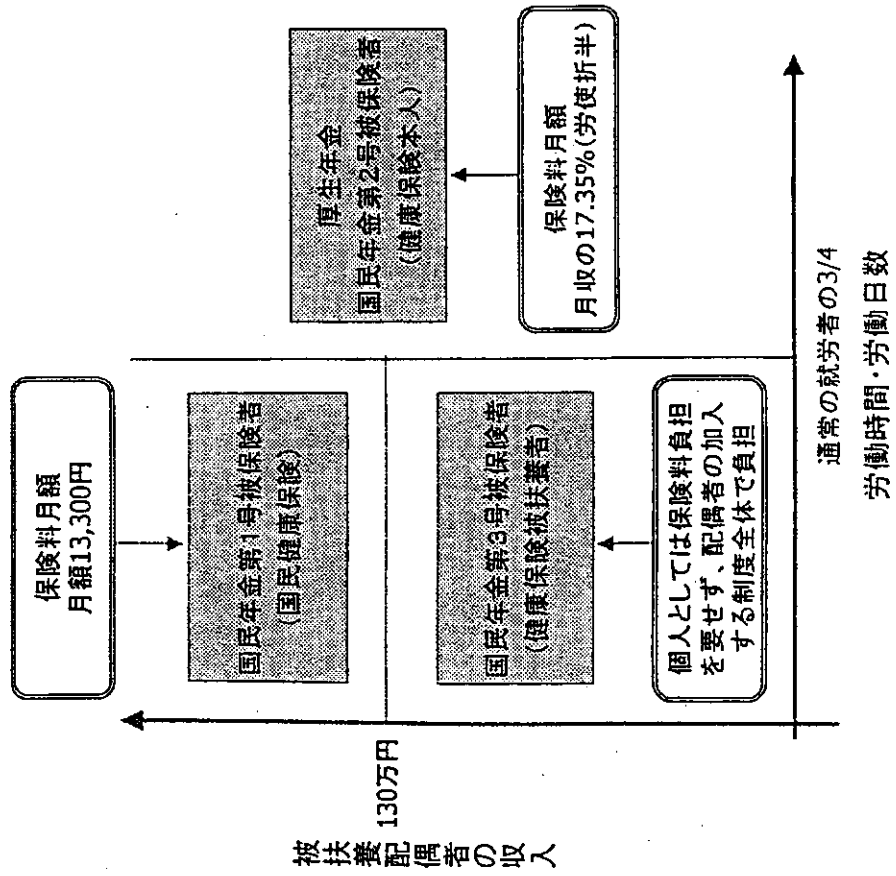 保険料月額
月額13,300円
国民年金第1号被保険者
(国民健康保険)
厚生年金
国民年金第2号被保険者
(健康保険本人)
130万円
被扶養配偶者の収入
国民年金第3号被保険者
(健康保険被扶養者)
保険料月額
月収の17.35%(労使折半)
個人としては保険料負担
を要せず、配偶者の加入
する制度全体で負担
通常の就労者の3/4
労働時間・労働日数